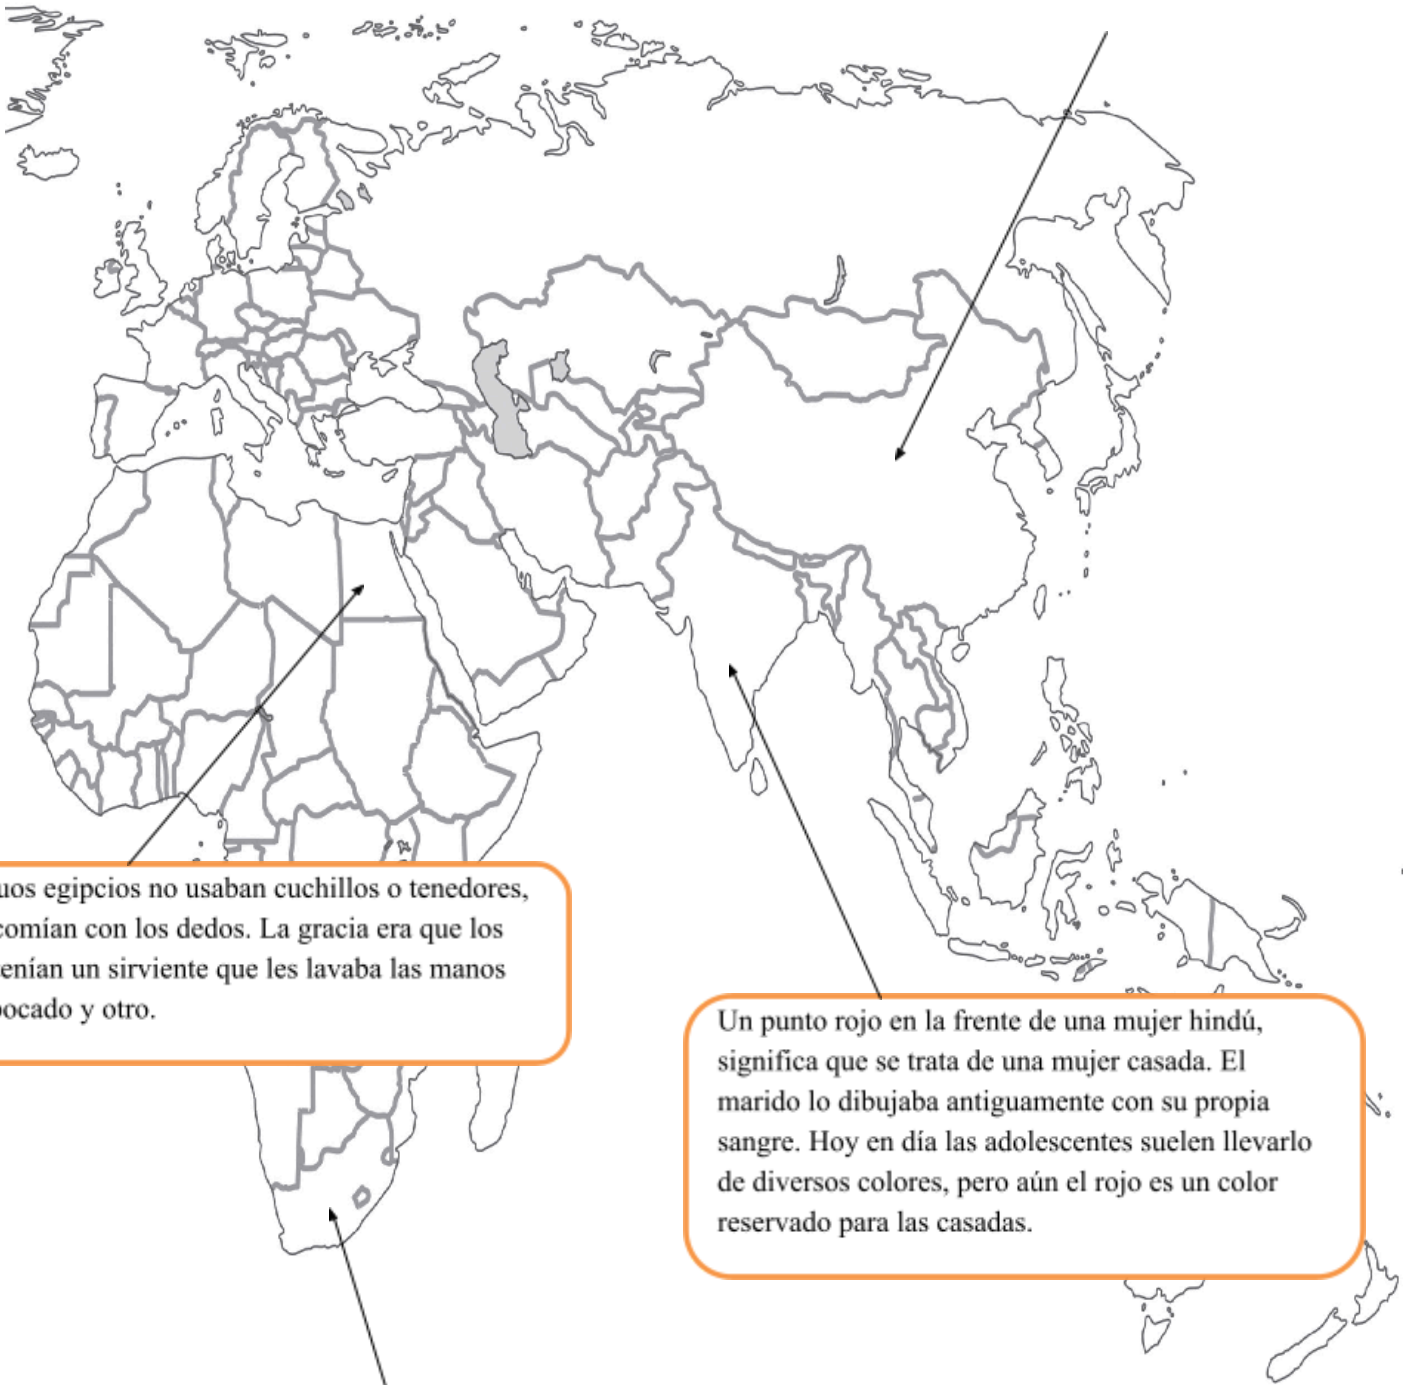 uos egipcios no usaban cuchillos o tenedores,
comían con los dedos. La gracia era que los
enían un sirviente que les lavaba las manos
ocado y otro.
Un punto rojo en la frente de una mujer hindú,
significa que se trata de una mujer casada. El
marido lo dibujaba antiguamente con su propia
sangre. Hoy en día las adolescentes suelen llevarlo
de diversos colores, pero aún el rojo es un color
reservado para las casadas.